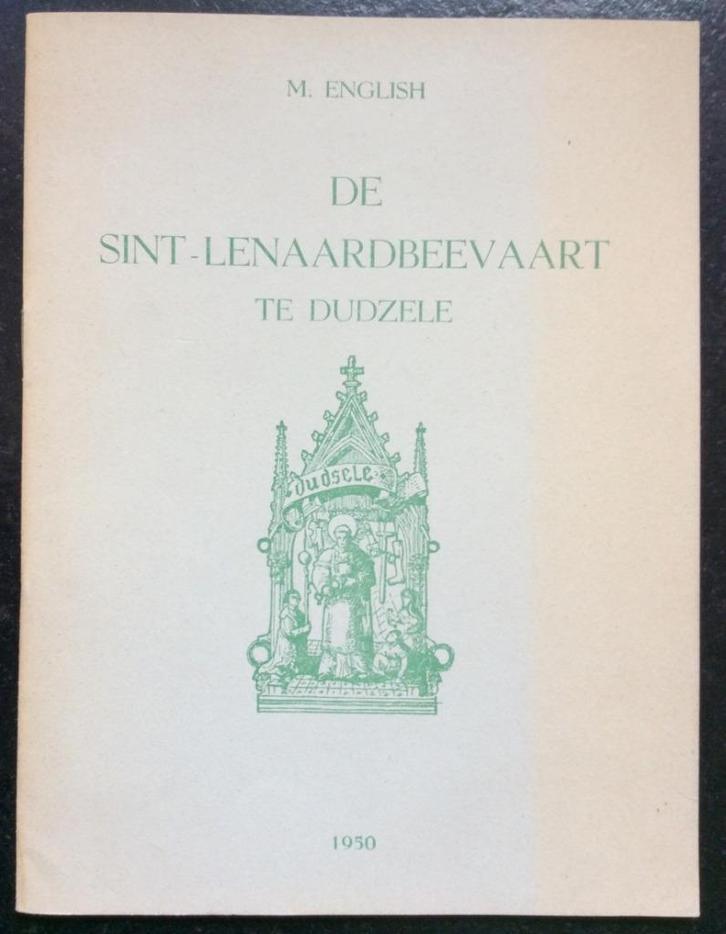 M. ENGLISH
DE
SINT-LENAARDBEEVAART
TE DUDZELE
dudsele
1950